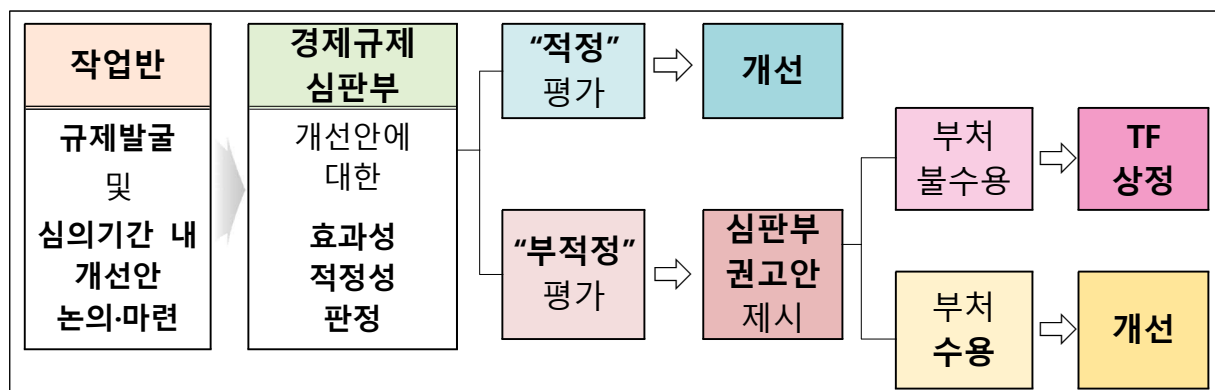 작업반
규제발굴
및
심의기간 내
개선안
논의·마련
경제규제
심판부
개선안에
대한
효과성
적정성
판정
“적정”
평가
개선
“부적정”
평가
심판부
권고안
제시
부처
불수용
TF
상정
부처
수용
개선